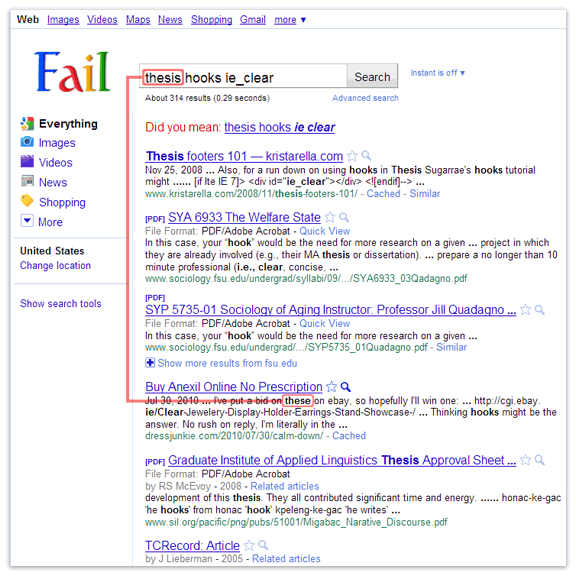 Web Images Videos Maps News Shopping Gmail more ▼
Fail
thesis hooks ie_clear Search
Instant is off ▼
About 314 results (0.29 seconds) Advanced search
Everything
Images
Videos
News
Shopping
More
United States
Change location
Show search tools
Did you mean: thesis hooks ie clear
Thesis footers 101 — kristarella.com
Nov 25, 2008 ... Also, for a run down on using hooks in Thesis Sugarrae's hooks tutorial
might ...... [if lte IE 7]> <div id="ie_clear"></div> <![endif]--> ...
www.kristarella.com/2008/11/thesis-footers-101/ - Cached - Similar
[PDF] SYA 6933 The Welfare State
File Format: PDF/Adobe Acrobat - Quick View
In this case, your “hook” would be the need for more research on a given ... project in which
they are already involved (e.g., their MA thesis or dissertation). ... prepare a no longer than 10
minute professional (i.e., clear, concise, ...
www.sociology.fsu.edu/undergrad/syllabi/09/.../SYA6933_03Qadagno.pdf
[PDF]
SYP 5735-01 Sociology of Aging Instructor: Professor Jill Quadagno ...
File Format: PDF/Adobe Acrobat - Quick View
In this case, your “hook” would be the need for more research on a given ...
www.sociology.fsu.edu/undergrad/.../SYP5735_01Quadagno.pdf - Similar
Show more results from fsu.edu
Buy Anexil Online No Prescription
Jul 30, 2010 ... I've put a bid on these on ebay, so hopefully I'll win one: ... http://cgi.ebay.
ie/Clear-Jewelery-Display-Holder-Earrings-Stand-Showcase-/ ... Thinking hooks might be the
answer. No rush on reply, I'm literally in the ...
dressjunkie.com/2010/07/30/calm-down/ - Cached
[PDF] Graduate Institute of Applied Linguistics Thesis Approval Sheet ...
File Format: PDF/Adobe Acrobat
by RS McEvoy - 2008 - Related articles
development of this thesis. They all contributed significant time and energy. ...... honac-ke-gac
'he hooks' from honac 'hook' kpeleng-ke-gac 'he writes' ...
www.sil.org/pacific/png/pubs/51001/Migabac_Narative_Discourse.pdf
TCRecord: Article
by J Lieberman - 2005 - Related articles